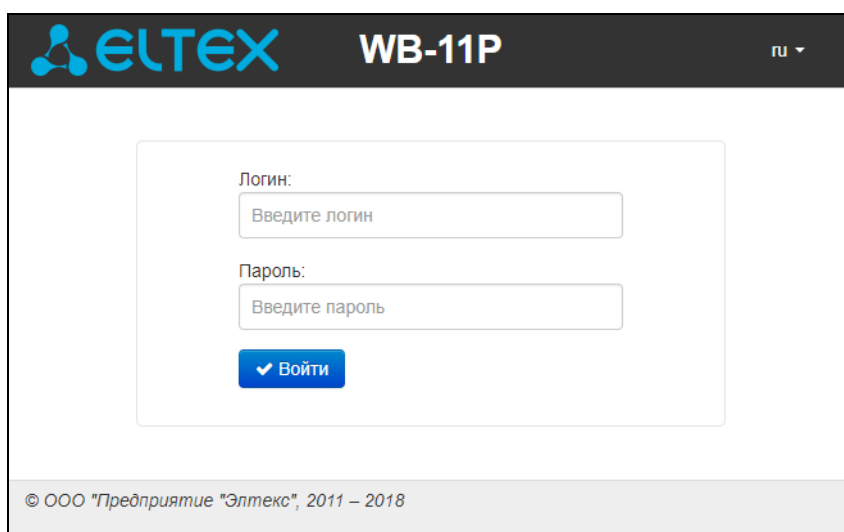 ELTEX WB-11P ru
Логин:
Введите логин
Пароль:
Введите пароль
Войти
© ООО "Предприятие "Элтекс", 2011 – 2018